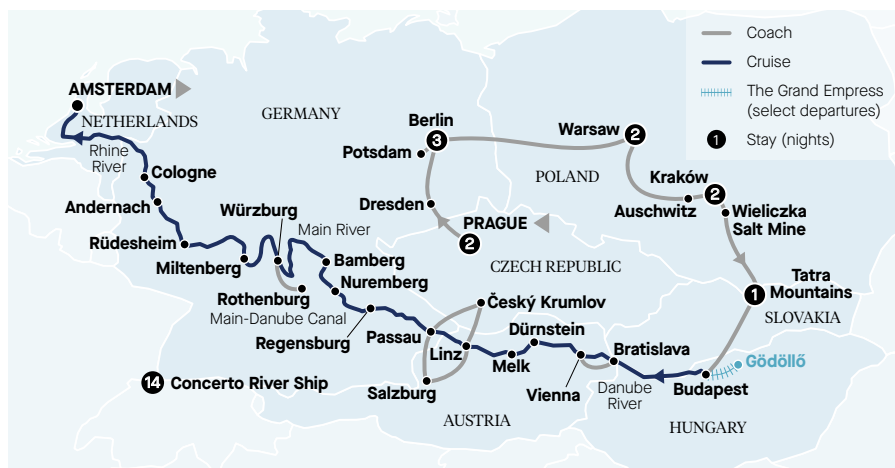 Coach
Cruise
The Grand Empress
(select departures)
1 Stay (nights)
AMSTERDAM
NETHERLANDS
GERMANY
Berlin
3
Warsaw
2
Potsdam
Rhine
River
Cologne
POLAND
Kraków
2
Auschwitz
Andernach
Würzburg
Dresden
PRAGUE
2
Wieliczka
Salt Mine
Main River
Rüdesheim
Miltenberg
Bamberg
CZECH REPUBLIC
Tatra
Mountains
1
Nuremberg
Rothenburg
Český Krumlov
SLOVAKIA
Main-Danube Canal
Regensburg
Passau
Dürnstein
Linz
Bratislava
Gödöllő
Melk
14 Concerto River Ship
Salzburg
Vienna
Danube
River
Budapest
AUSTRIA
HUNGARY